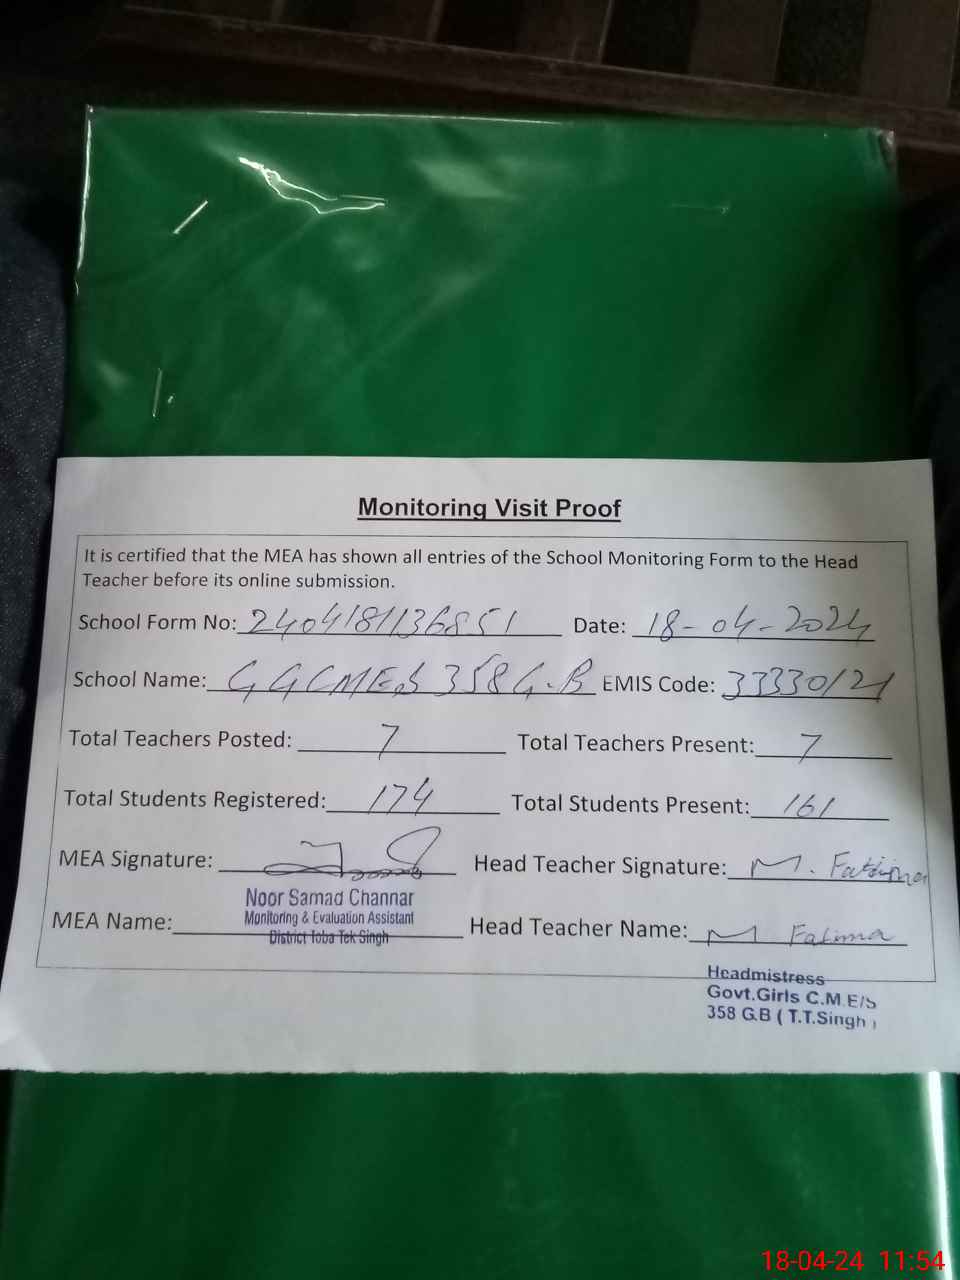 Monitoring Visit Proof
It is certified that the MEA has shown all entries of the School Monitoring Form to the Head
Teacher before its online submission.
School Form No: 2404181136851 Date: 18-04-2024
School Name: GGCMES 358 G.B EMIS Code: 33330121
Total Teachers Posted: 7 Total Teachers Present: 7
Total Students Registered: 174 Total Students Present: 161
MEA Signature: Head Teacher Signature: M. Fatima
Noor Samad Channar
Monitoring & Evaluation Assistant
District Toba Tek Singh
MEA Name: Head Teacher Name: M Fatima
Headmistress
Govt.Girls C.M.E/S
358 G.B ( T.T.Singh )
18-04-24 11:54